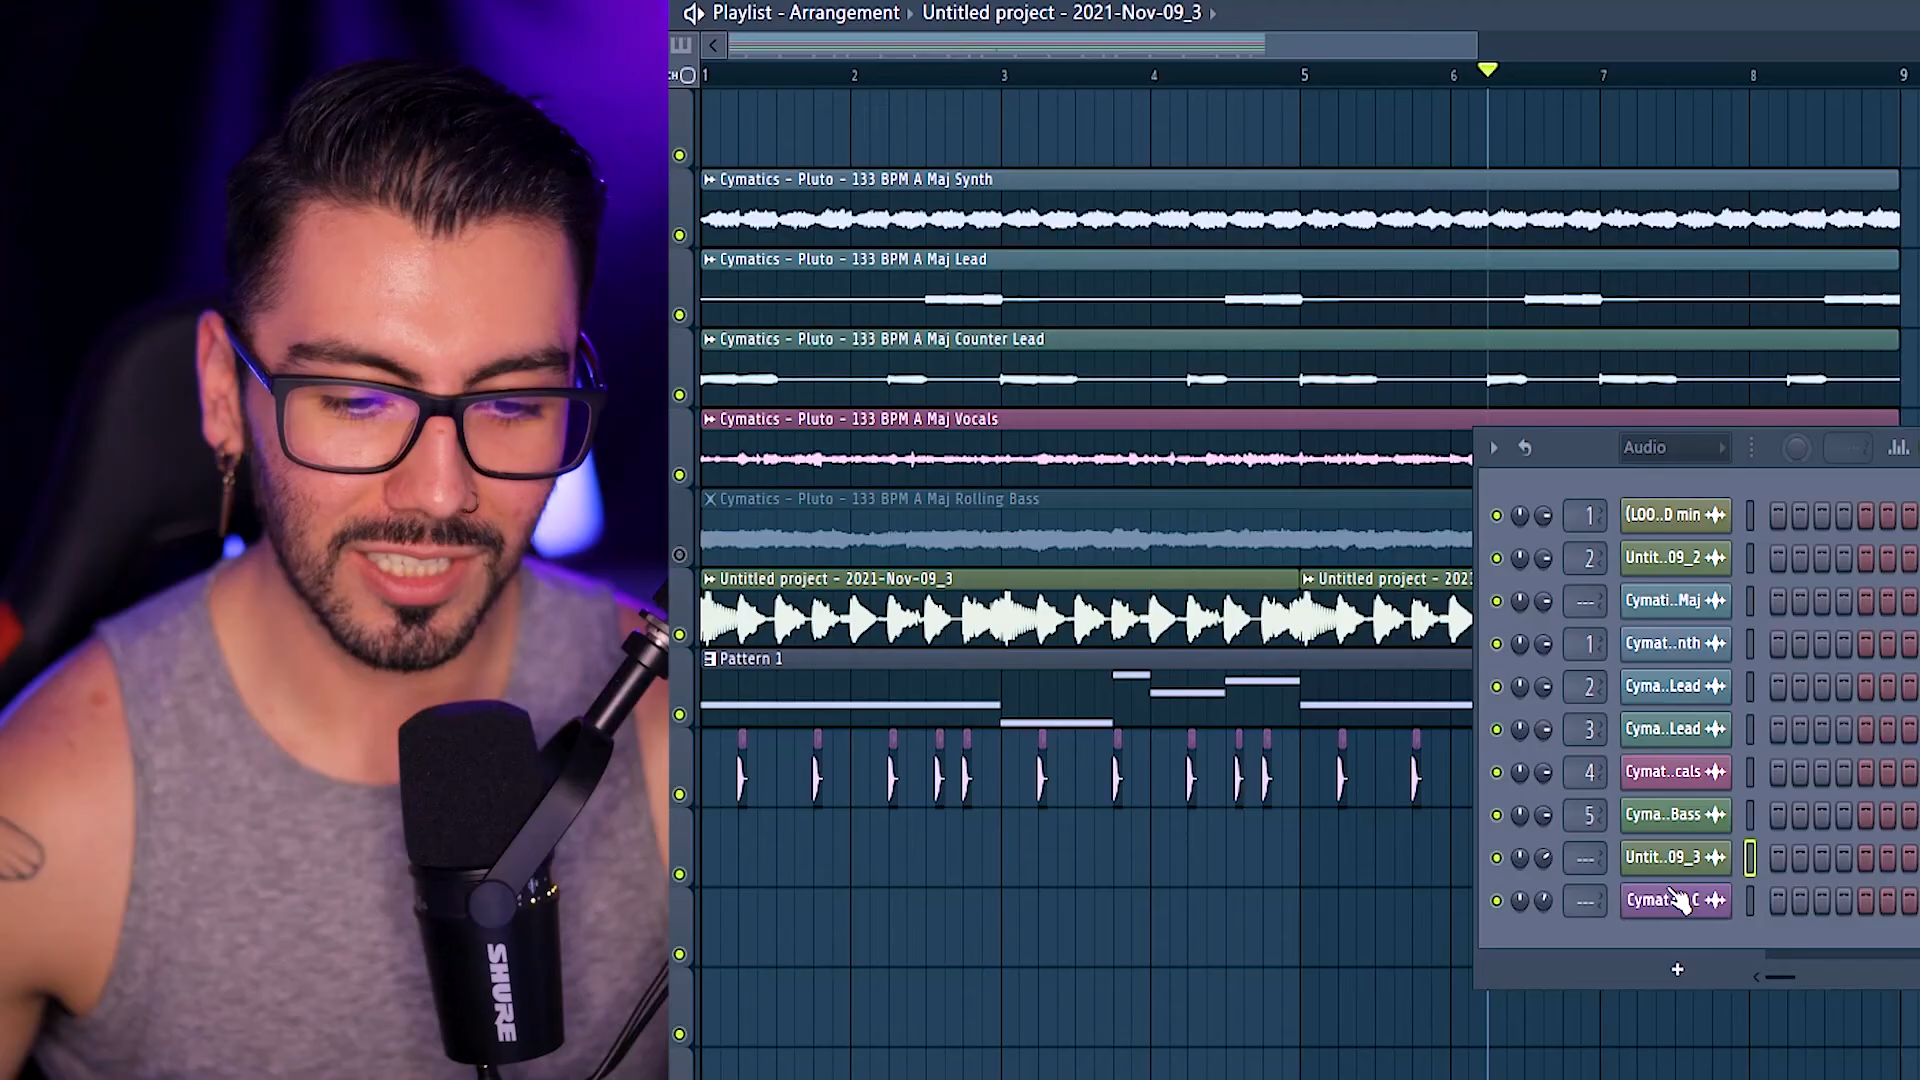 Playlist - Arrangement › Untitled project - 2021-Nov-09_3 ›
1 2 3 4 5 6 7 8 9
Cymatics - Pluto - 133 BPM A Maj Synth
Cymatics - Pluto - 133 BPM A Maj Lead
Cymatics - Pluto - 133 BPM A Maj Counter Lead
Cymatics - Pluto - 133 BPM A Maj Vocals
Cymatics - Pluto - 133 BPM A Maj Rolling Bass
Untitled project - 2021-Nov-09_3
Untitled project - 202
Pattern 1
Audio
1 (LOO..D min
2 Untit..09_2
--- Cymati..Maj
1 Cymat..nth
2 Cyma..Lead
3 Cyma..Lead
4 Cymat..cals
5 Cyma..Bass
--- Untit..09_3
--- Cymat C
+
SHURE